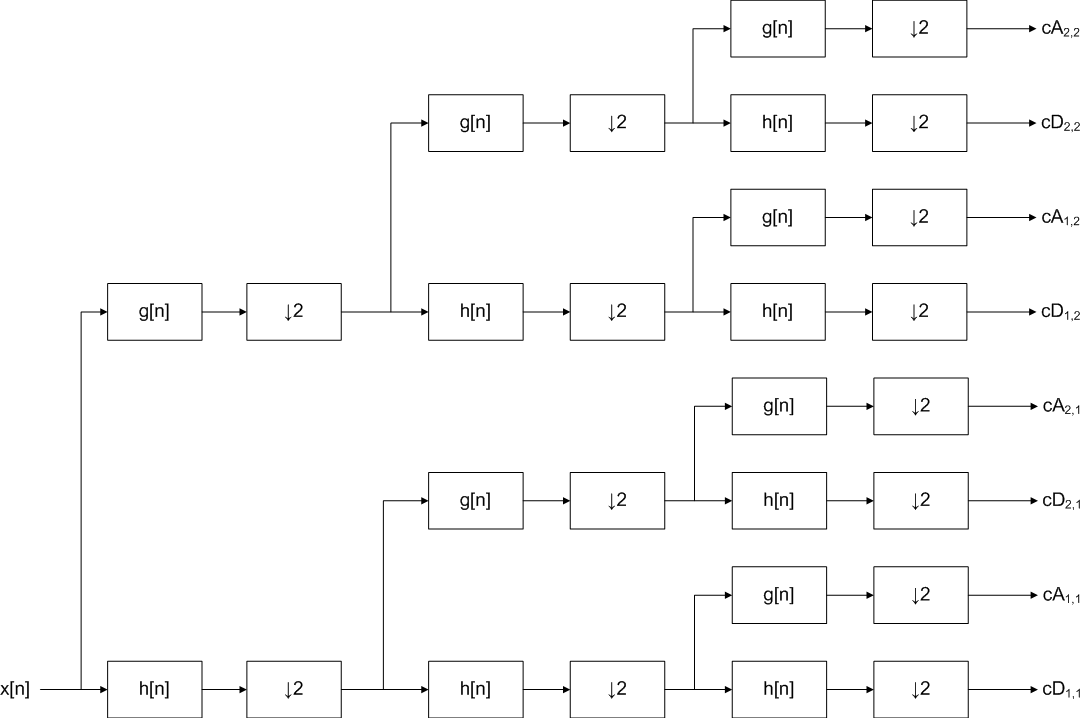 g[n] ↓2 cA2,2
g[n] ↓2 h[n] ↓2 cD2,2
g[n] ↓2 cA1,2
g[n] ↓2 h[n] ↓2 h[n] ↓2 cD1,2
g[n] ↓2 cA2,1
g[n] ↓2 h[n] ↓2 cD2,1
g[n] ↓2 cA1,1
x[n] h[n] ↓2 h[n] ↓2 h[n] ↓2 cD1,1